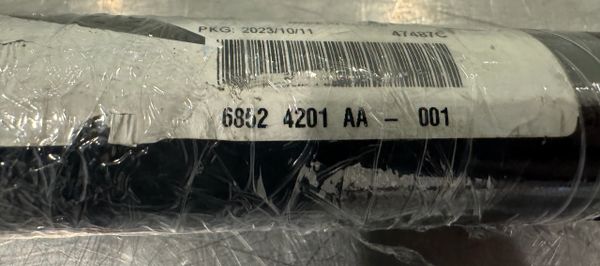 PKG: 2023/10/11 47487C
6852 4201 AA - 001